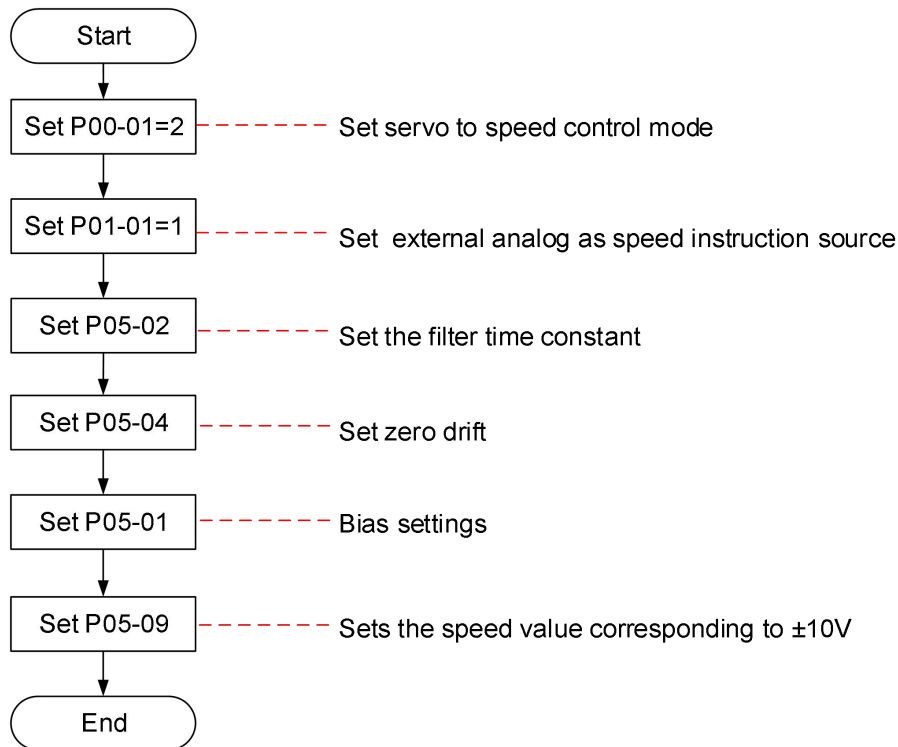 Start
Set P00-01=2
Set servo to speed control mode
Set P01-01=1
Set external analog as speed instruction source
Set P05-02
Set the filter time constant
Set P05-04
Set zero drift
Set P05-01
Bias settings
Set P05-09
Sets the speed value corresponding to ±10V
End